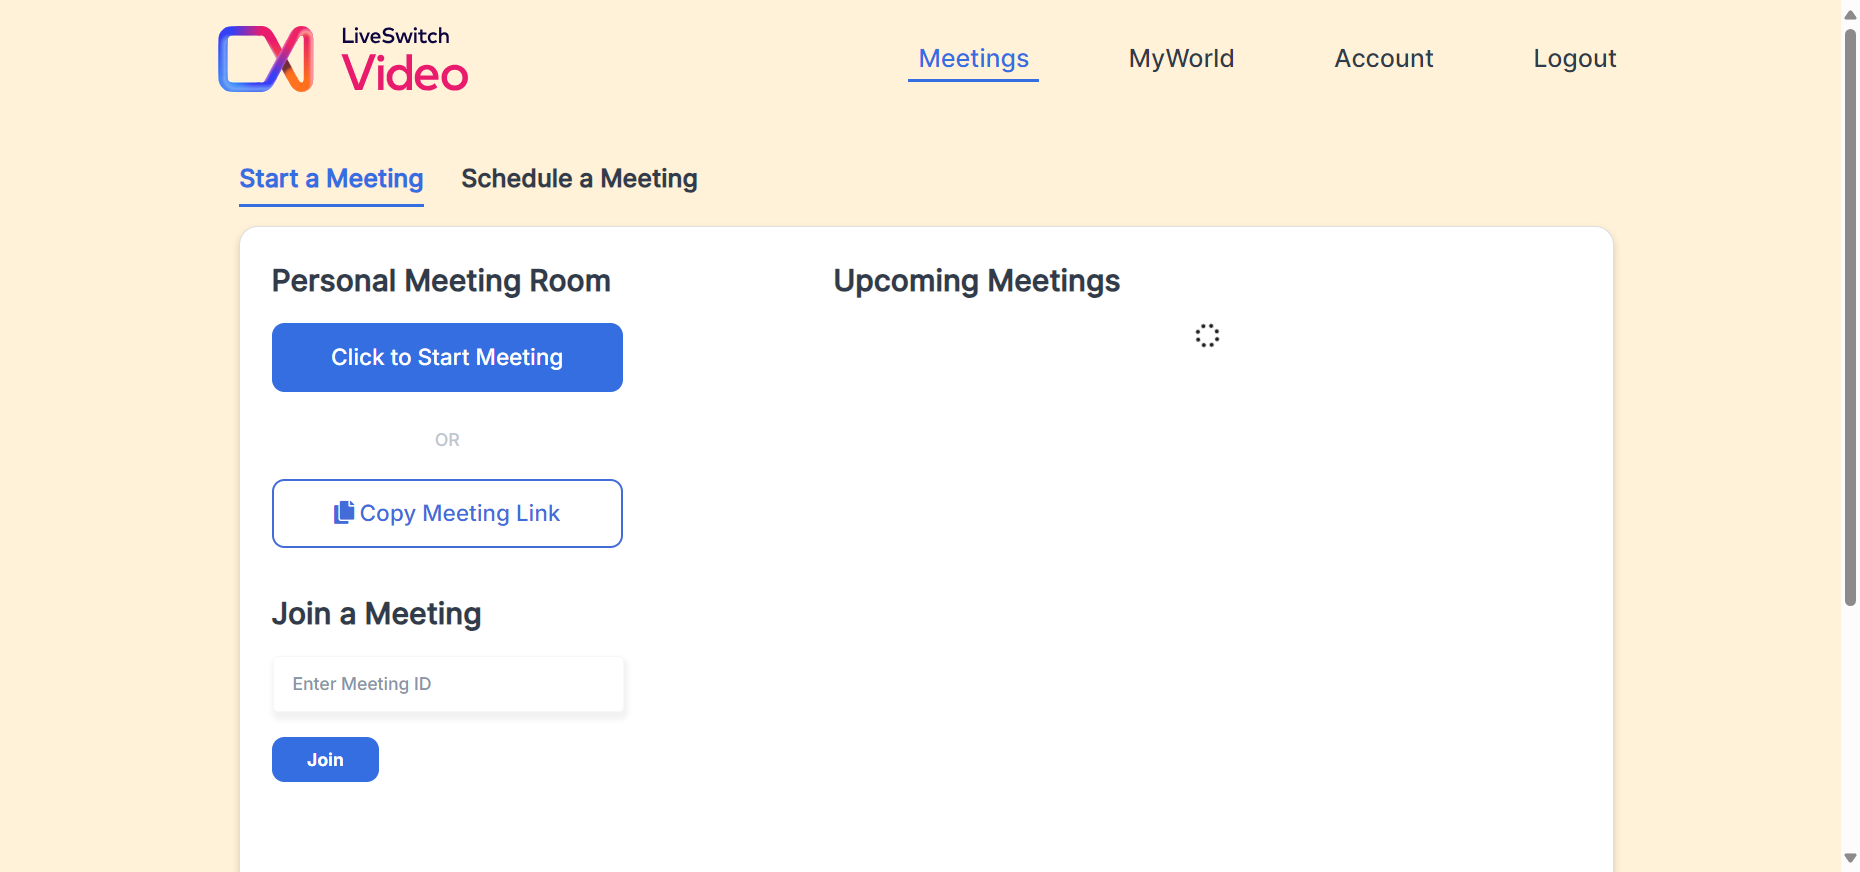 LiveSwitch
Video
Meetings
MyWorld
Account
Logout
Start a Meeting
Schedule a Meeting
Personal Meeting Room
Click to Start Meeting
OR
Copy Meeting Link
Join a Meeting
Enter Meeting ID
Join
Upcoming Meetings